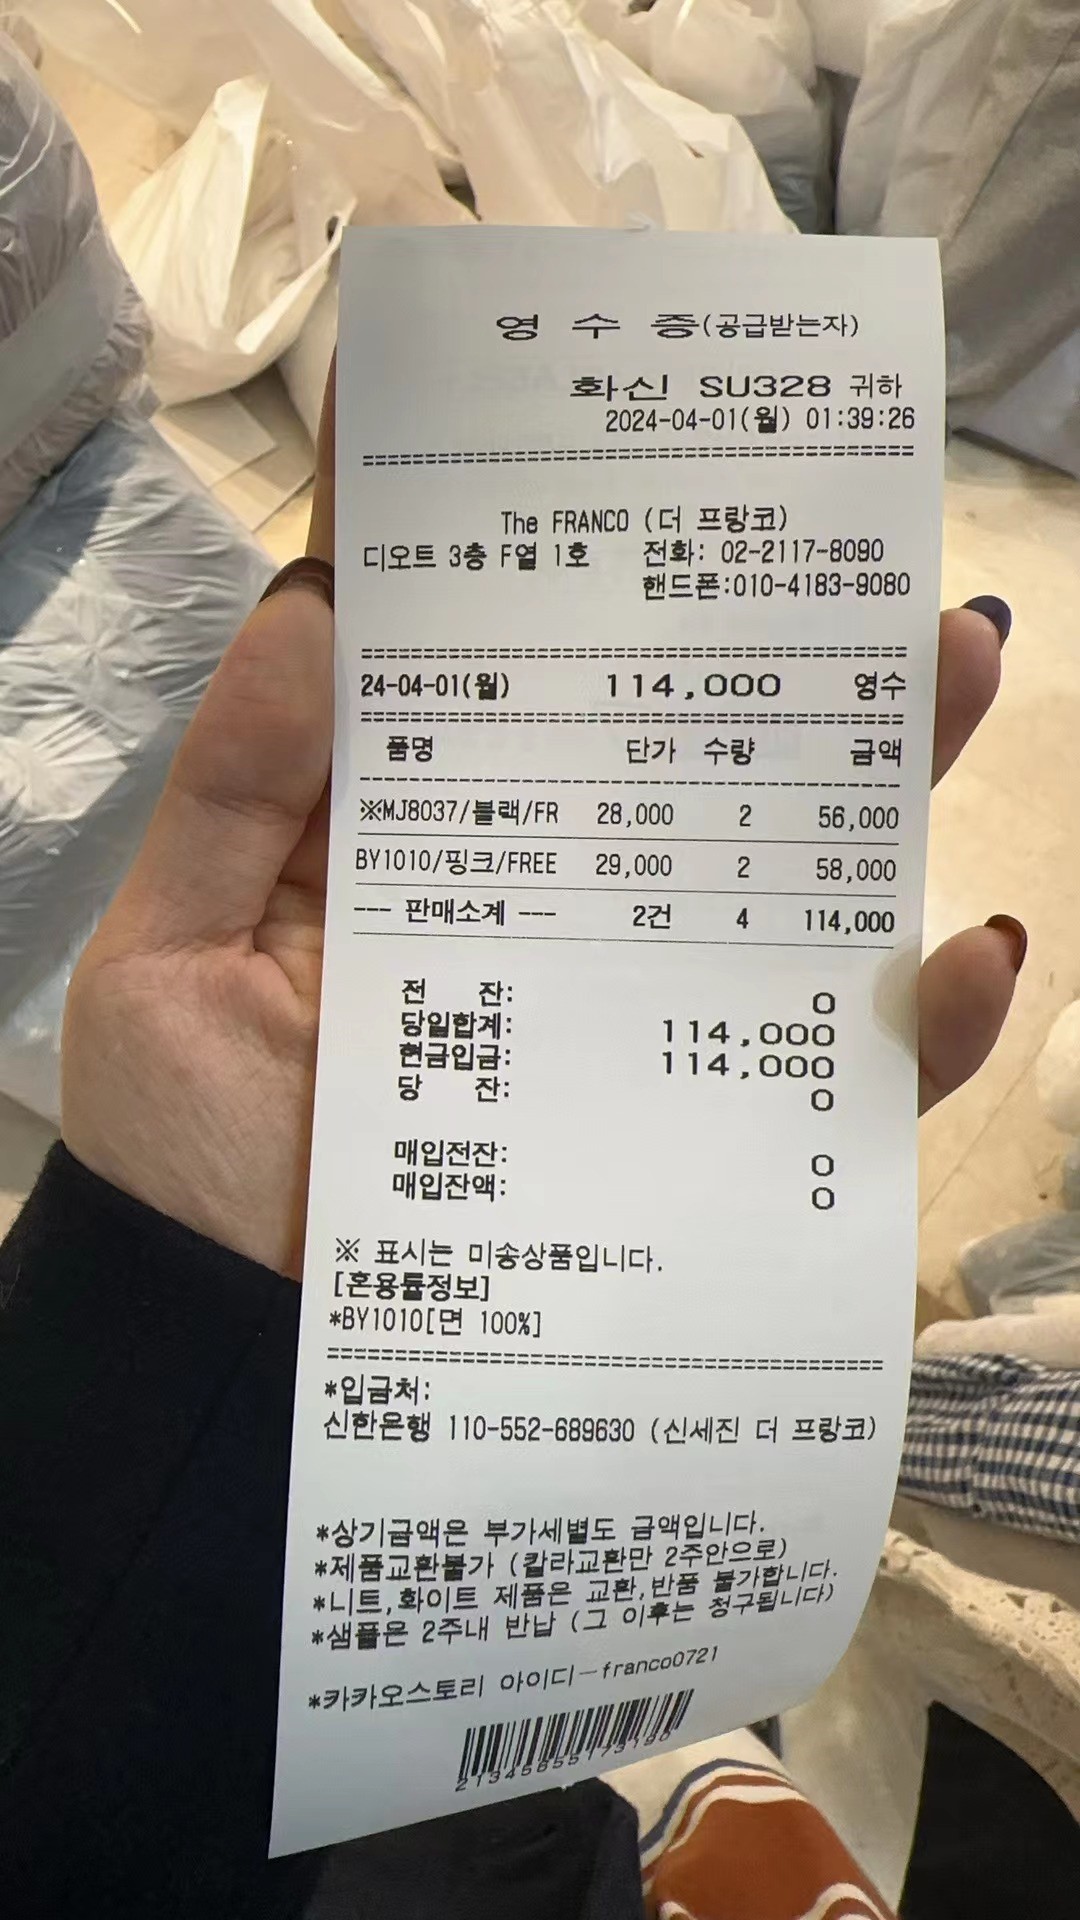 영 수 증(공급받는자)
화신 SU328 귀하
2024-04-01(월) 01:39:26
The FRANCO (더 프랑코)
디오트 3층 F열 1호 전화: 02-2117-8090
핸드폰:010-4183-9080
24-04-01(월) 114,000 영수
품명 단가 수량 금액
※MJ8037/블랙/FR 28,000 2 56,000
BY1010/핑크/FREE 29,000 2 58,000
--- 판매소계 --- 2건 4 114,000
전 잔: 0
당일합계: 114,000
현금입금: 114,000
당 잔: 0
매입전잔: 0
매입잔액: 0
※ 표시는 미송상품입니다.
[혼용률정보]
*BY1010[면 100%]
*입금처:
신한은행 110-552-689630 (신세진 더 프랑코)
*상기금액은 부가세별도 금액입니다.
*제품교환불가 (칼라교환만 2주안으로)
*니트,화이트 제품은 교환,반품 불가합니다.
*샘플은 2주내 반납 (그 이후는 청구됩니다)
*카카오스토리 아이디-franco0721